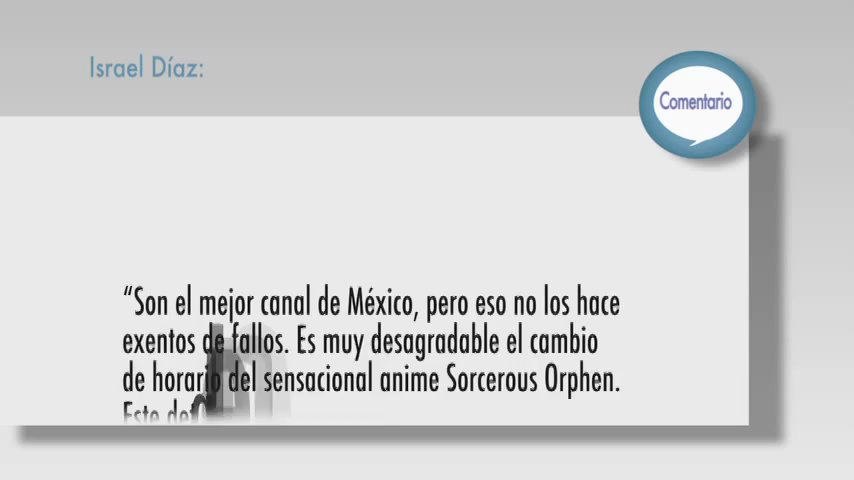 Israel Díaz:
Comentario
“Son el mejor canal de México, pero eso no los hace
exentos de fallos. Es muy desagradable el cambio
de horario del sensacional anime Sorcerous Orphen.
Este